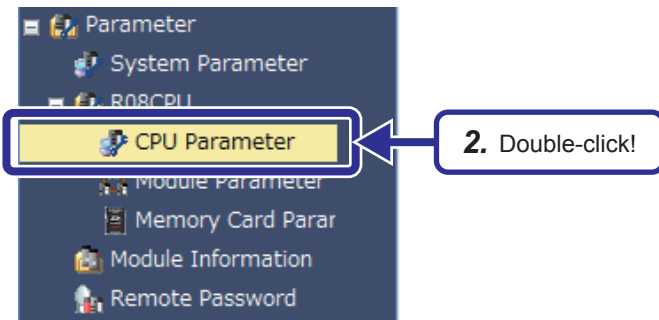 Parameter
System Parameter
R08CPU
CPU Parameter
2. Double-click!
Module Parameter
Memory Card Parar
Module Information
Remote Password